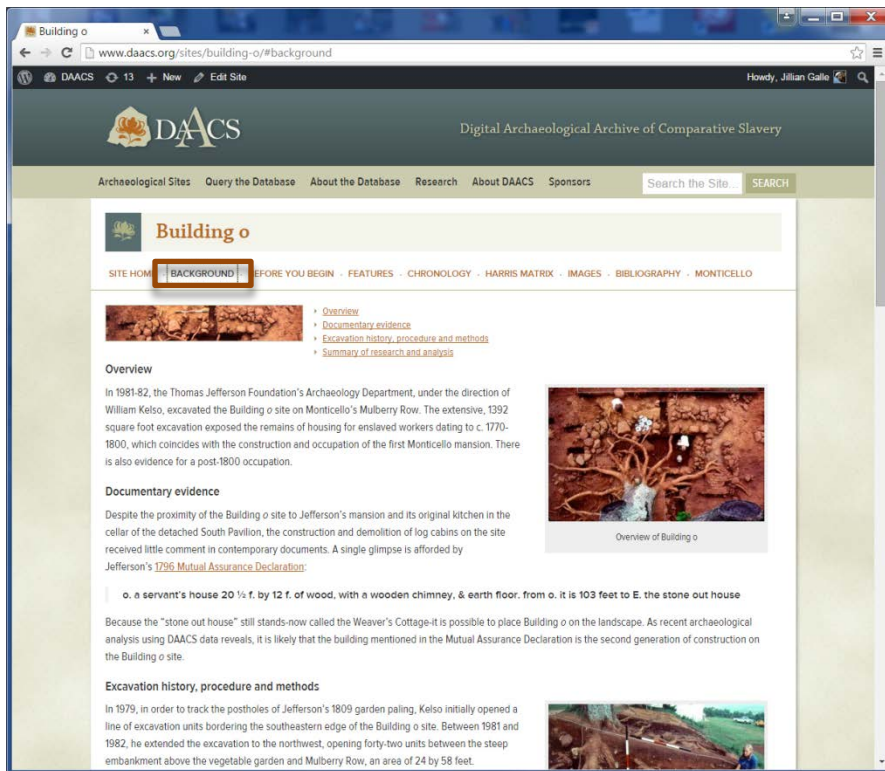 Building o
www.daacs.org/sites/building-o/#background
DAACS 13 + New Edit Site Howdy, Jillian Galle
DAACS Digital Archaeological Archive of Comparative Slavery
Archaeological Sites Query the Database About the Database Research About DAACS Sponsors Search the Site... SEARCH
Building o
SITE HOM BACKGROUND EFORE YOU BEGIN - FEATURES - CHRONOLOGY - HARRIS MATRIX - IMAGES - BIBLIOGRAPHY - MONTICELLO
Overview
Documentary evidence
Excavation history, procedure and methods
Summary of research and analysis
Overview
In 1981-82, the Thomas Jefferson Foundation's Archaeology Department, under the direction of
William Kelso, excavated the Building o site on Monticello's Mulberry Row. The extensive, 1392
square foot excavation exposed the remains of housing for enslaved workers dating to c. 1770-
1800, which coincides with the construction and occupation of the first Monticello mansion. There
is also evidence for a post-1800 occupation.
Documentary evidence
Despite the proximity of the Building o site to Jefferson's mansion and its original kitchen in the
cellar of the detached South Pavilion, the construction and demolition of log cabins on the site
received little comment in contemporary documents. A single glimpse is afforded by
Jefferson's 1796 Mutual Assurance Declaration:
Overview of Building o
o. a servant's house 20 ½ f. by 12 f. of wood, with a wooden chimney, & earth floor. from o. it is 103 feet to E. the stone out house
Because the "stone out house" still stands-now called the Weaver's Cottage-it is possible to place Building o on the landscape. As recent archaeological
analysis using DAACS data reveals, it is likely that the building mentioned in the Mutual Assurance Declaration is the second generation of construction on
the Building o site.
Excavation history, procedure and methods
In 1979, in order to track the postholes of Jefferson's 1809 garden paling, Kelso initially opened a
line of excavation units bordering the southeastern edge of the Building o site. Between 1981 and
1982, he extended the excavation to the northwest, opening forty-two units between the steep
embankment above the vegetable garden and Mulberry Row, an area of 24 by 58 feet.